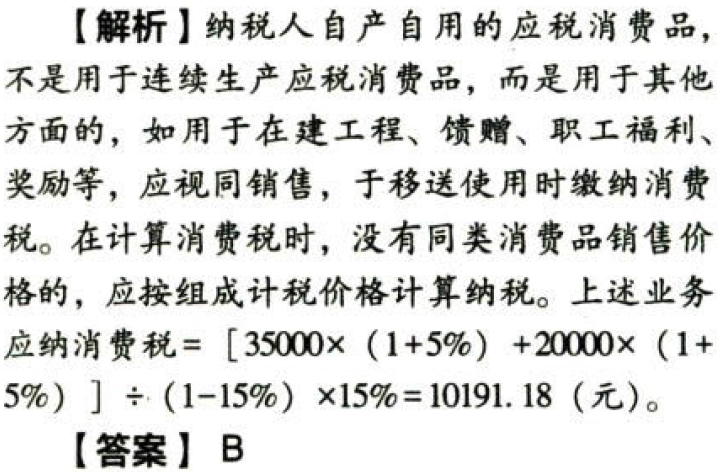 【解析】纳税人自产自用的应税消费品，
不是用于连续生产应税消费品，而是用于其他
方面的，如用于在建工程、馈赠、职工福利、
奖励等，应视同销售，于移送使用时缴纳消费
税。在计算消费税时，没有同类消费品销售价
格的，应按组成计税价格计算纳税。上述业务
应纳消费税=［35000×（1+5%）+20000×（1+
5%）］÷（1-15%）×15%=10191.18（元）。
【答案】 B